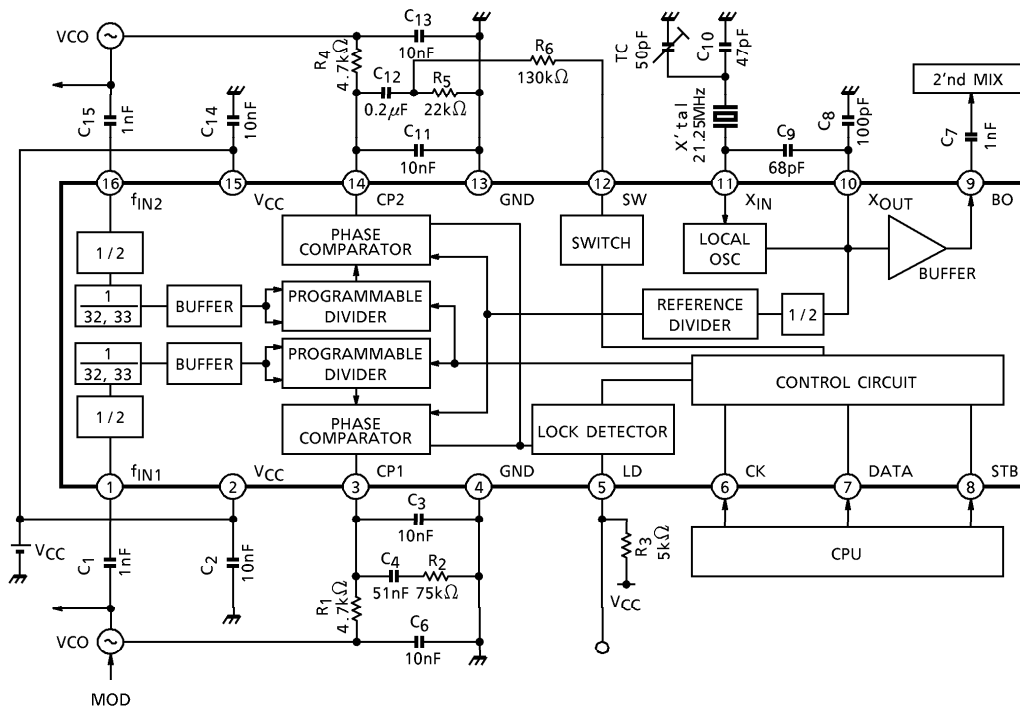 VCO
C13
10nF
R4
4.7kΩ
C12
0.2μF
R5
22kΩ
R6
130kΩ
C11
10nF
C15
1nF
C14
10nF
TC
50pF
C10
47pF
X'tal
21.25MHz
C9
68pF
C8
100pF
2'nd MIX
C7
1nF
16
15
14
13
12
11
10
9
fIN2
VCC
CP2
GND
SW
XIN
XOUT
BO
1/2
PHASE
COMPARATOR
SWITCH
LOCAL
OSC
BUFFER
1
32, 33
BUFFER
PROGRAMMABLE
DIVIDER
REFERENCE
DIVIDER
1/2
1
32, 33
BUFFER
PROGRAMMABLE
DIVIDER
CONTROL CIRCUIT
1/2
PHASE
COMPARATOR
LOCK DETECTOR
fIN1
VCC
CP1
GND
LD
CK
DATA
STB
1
2
3
4
5
6
7
8
VCC
C1
1nF
C2
10nF
C3
10nF
C4
51nF
R2
75kΩ
R1
4.7kΩ
C6
10nF
R3
5kΩ
VCC
CPU
VCO
MOD